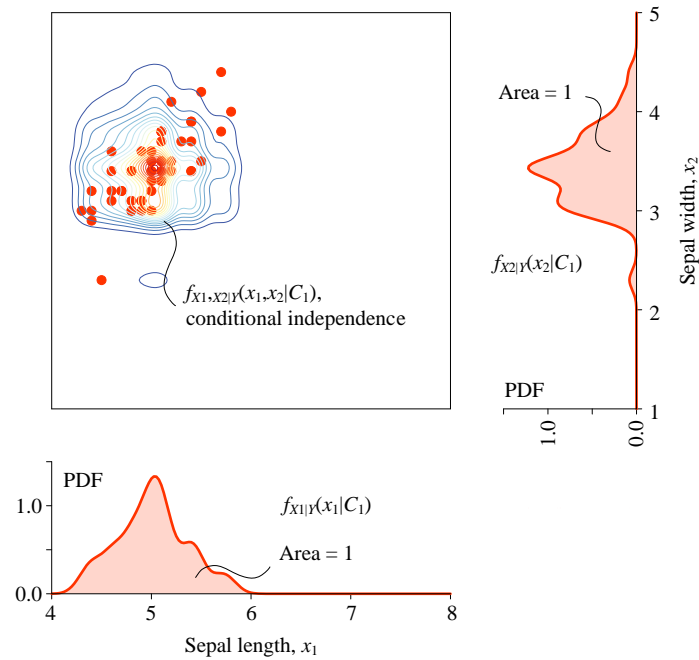 5
Area = 1
4
3
Sepal width, x₂
f_{X2|Y}(x₂|C₁)
f_{X1,X2|Y}(x₁,x₂|C₁),
conditional independence
2
PDF
1
1.0
0.0
PDF
1.0
f_{X1|Y}(x₁|C₁)
Area = 1
0.0
4 5 6 7 8
Sepal length, x₁